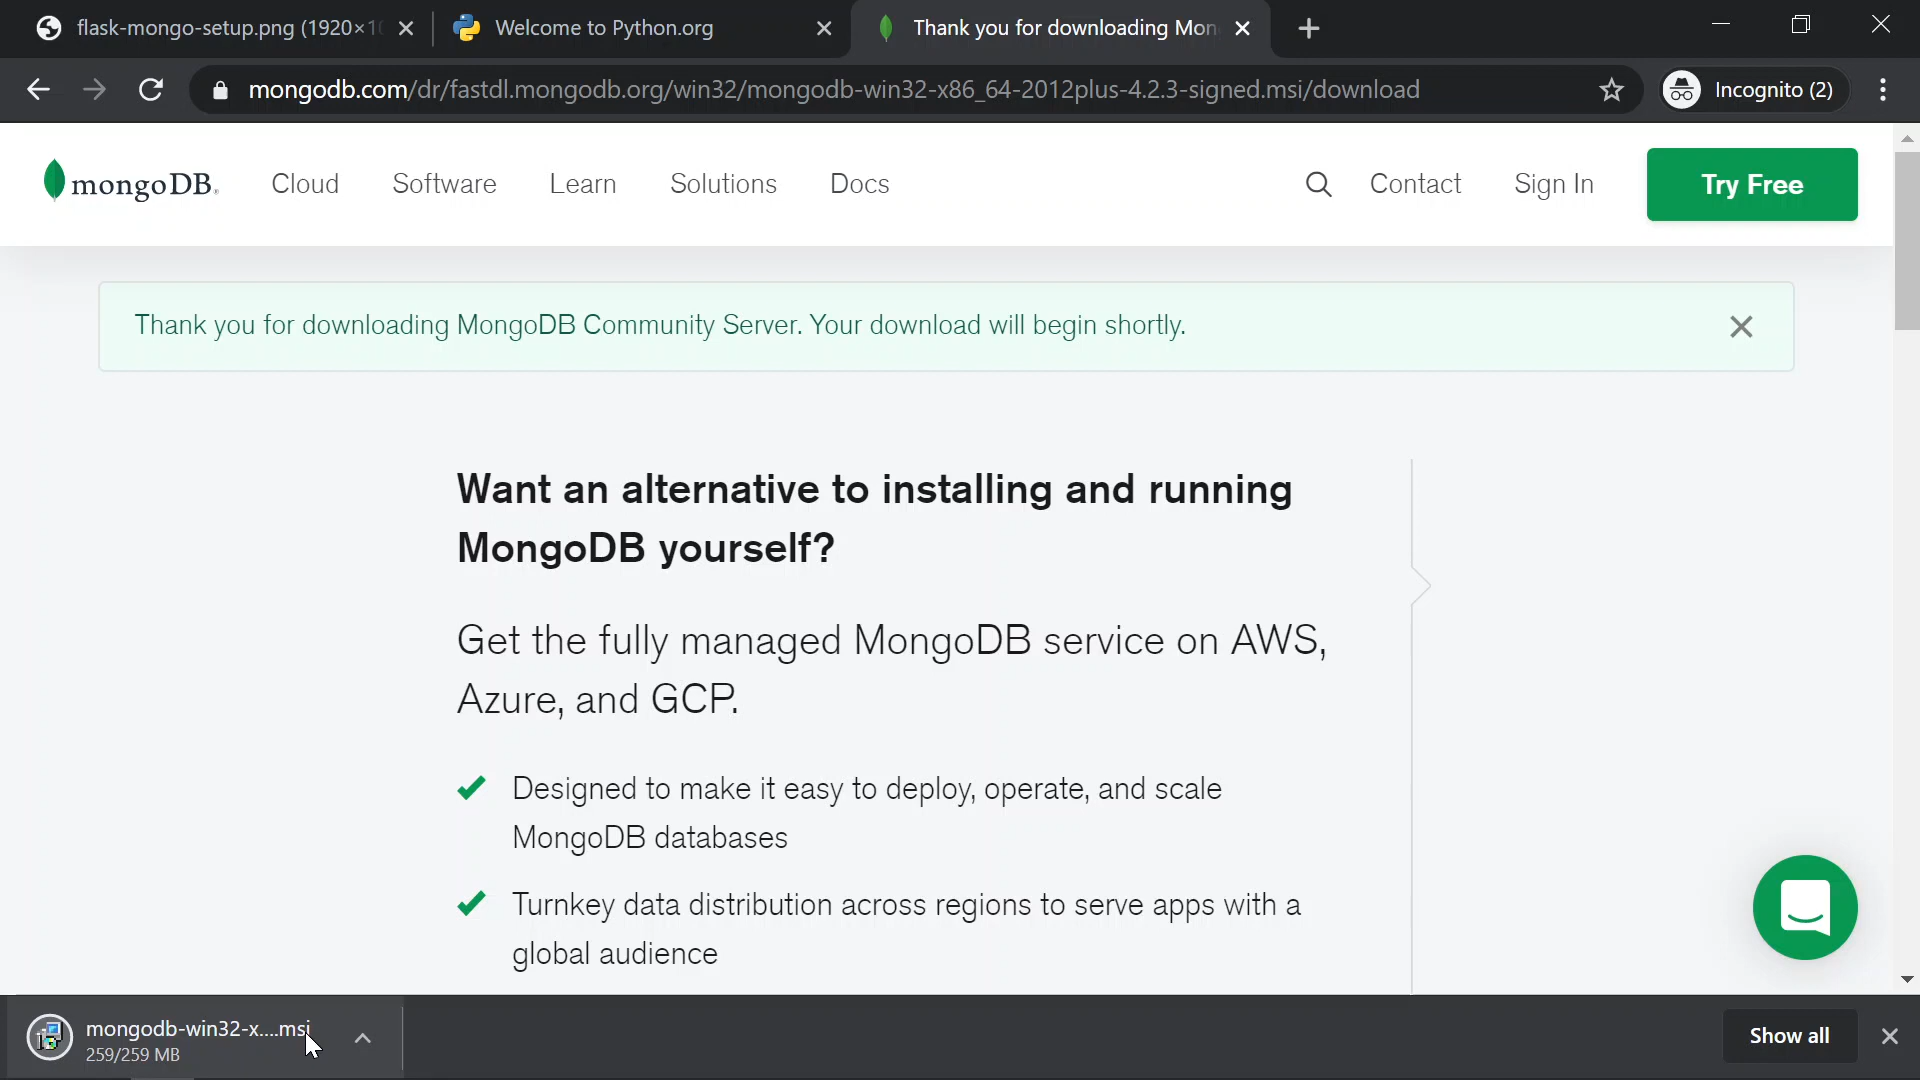 flask-mongo-setup.png (1920×10
Welcome to Python.org
Thank you for downloading Mon
mongodb.com/dr/fastdl.mongodb.org/win32/mongodb-win32-x86_64-2012plus-4.2.3-signed.msi/download
Incognito (2)
mongoDB.
Cloud
Software
Learn
Solutions
Docs
Contact
Sign In
Try Free
Thank you for downloading MongoDB Community Server. Your download will begin shortly.
Want an alternative to installing and running
MongoDB yourself?
Get the fully managed MongoDB service on AWS,
Azure, and GCP.
Designed to make it easy to deploy, operate, and scale
MongoDB databases
Turnkey data distribution across regions to serve apps with a
global audience
mongodb-win32-x....msi
259/259 MB
Show all